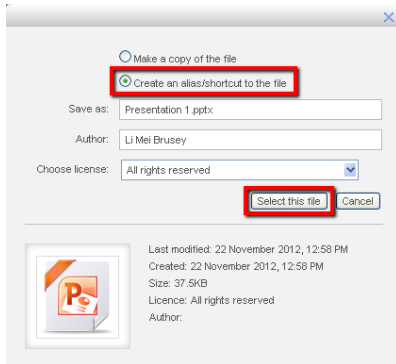 Make a copy of the file
Create an alias/shortcut to the file
Save as: Presentation 1.pptx
Author: Li Mei Brusey
Choose license: All rights reserved
Select this file Cancel
Last modified: 22 November 2012, 12:58 PM
Created: 22 November 2012, 12:58 PM
Size: 37.5KB
Licence: All rights reserved
Author: